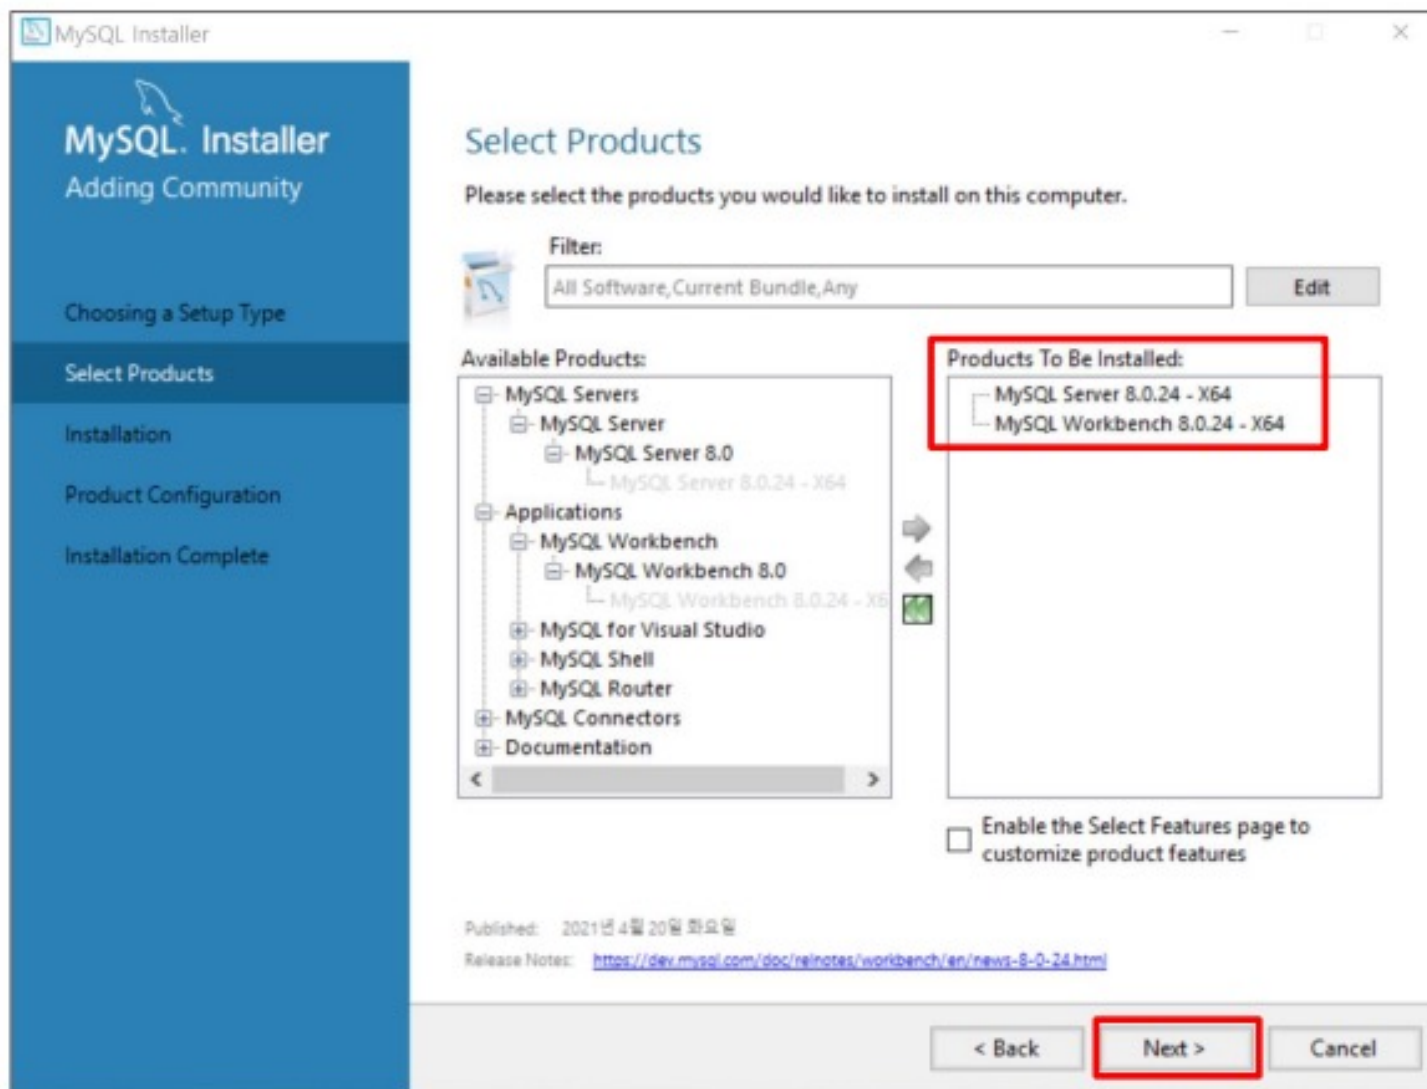 MySQL Installer
MySQL. Installer
Adding Community
Choosing a Setup Type
Select Products
Installation
Product Configuration
Installation Complete
Select Products
Please select the products you would like to install on this computer.
Filter:
All Software,Current Bundle,Any
Edit
Available Products:
MySQL Servers
MySQL Server
MySQL Server 8.0
MySQL Server 8.0.24 - X64
Applications
MySQL Workbench
MySQL Workbench 8.0
MySQL Workbench 8.0.24 - X6
MySQL for Visual Studio
MySQL Shell
MySQL Router
MySQL Connectors
Documentation
Products To Be Installed:
MySQL Server 8.0.24 - X64
MySQL Workbench 8.0.24 - X64
Enable the Select Features page to
customize product features
Published: 2021년 4월 20일 화요일
Release Notes: https://dev.mysql.com/doc/relnotes/workbench/en/news-8-0-24.html
< Back
Next >
Cancel